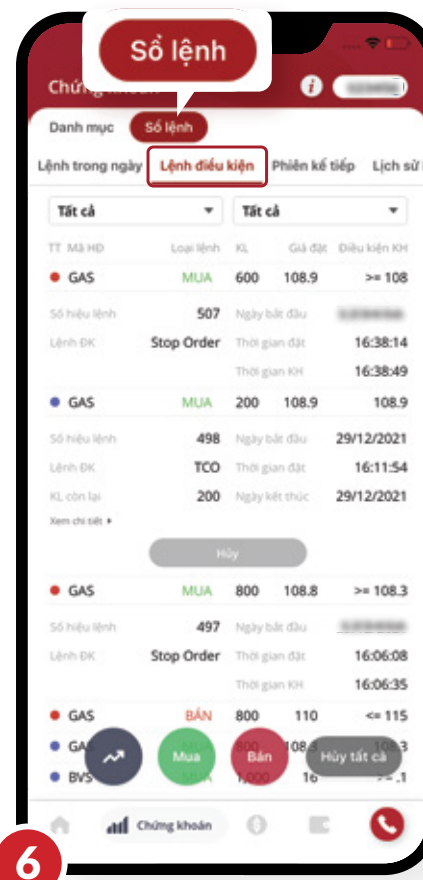 Sổ lệnh
Chứng khoán
Danh mục Sổ lệnh
Lệnh trong ngày Lệnh điều kiện Phiên kế tiếp Lịch sử
Tất cả Tất cả
TT Mã HĐ Loại lệnh KL Giá đặt Điều kiện KH
GAS MUA 600 108.9 >= 108
Số hiệu lệnh 507 Ngày bắt đầu
Lệnh ĐK Stop Order Thời gian đặt 16:38:14
Thời gian KH 16:38:49
GAS MUA 200 108.9 108.9
Số hiệu lệnh 498 Ngày bắt đầu 29/12/2021
Lệnh ĐK TCO Thời gian đặt 16:11:54
KL còn lại 200 Ngày kết thúc 29/12/2021
Xem chi tiết
Hủy
GAS MUA 800 108.8 >= 108.3
Số hiệu lệnh 497 Ngày bắt đầu
Lệnh ĐK Stop Order Thời gian đặt 16:06:08
Thời gian KH 16:06:35
GAS BÁN 800 110 <= 115
Mua Bán Hủy tất cả
BVS 1,000 16
Chứng khoán
6